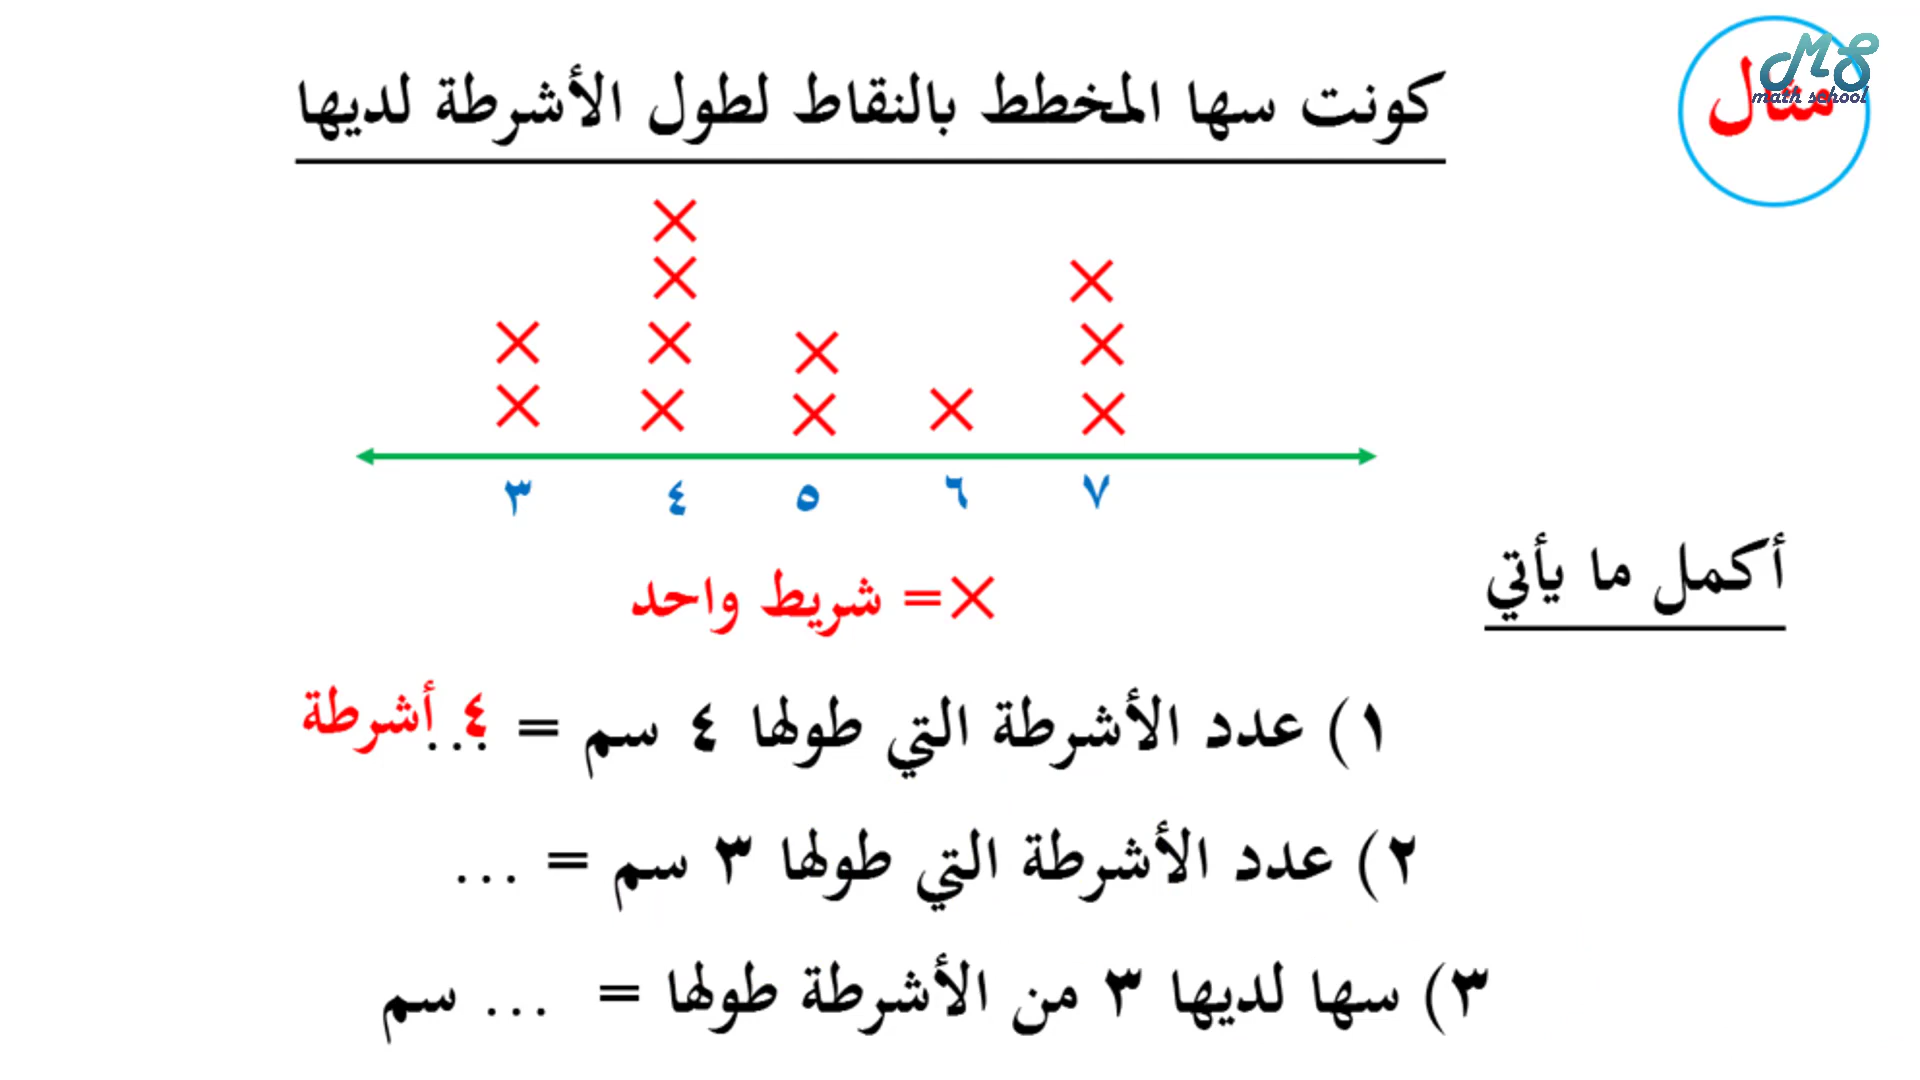 مثال
MS
math school
كونت سها المخطط بالنقاط لطول الأشرطة لديها
٣ ٤ ٥ ٦ ٧
×= شريط واحد
أكمل ما يأتي
١) عدد الأشرطة التي طولها ٤ سم = ... ٤ أشرطة
٢) عدد الأشرطة التي طولها ٣ سم = ...
٣) سها لديها ٣ من الأشرطة طولها = ... سم